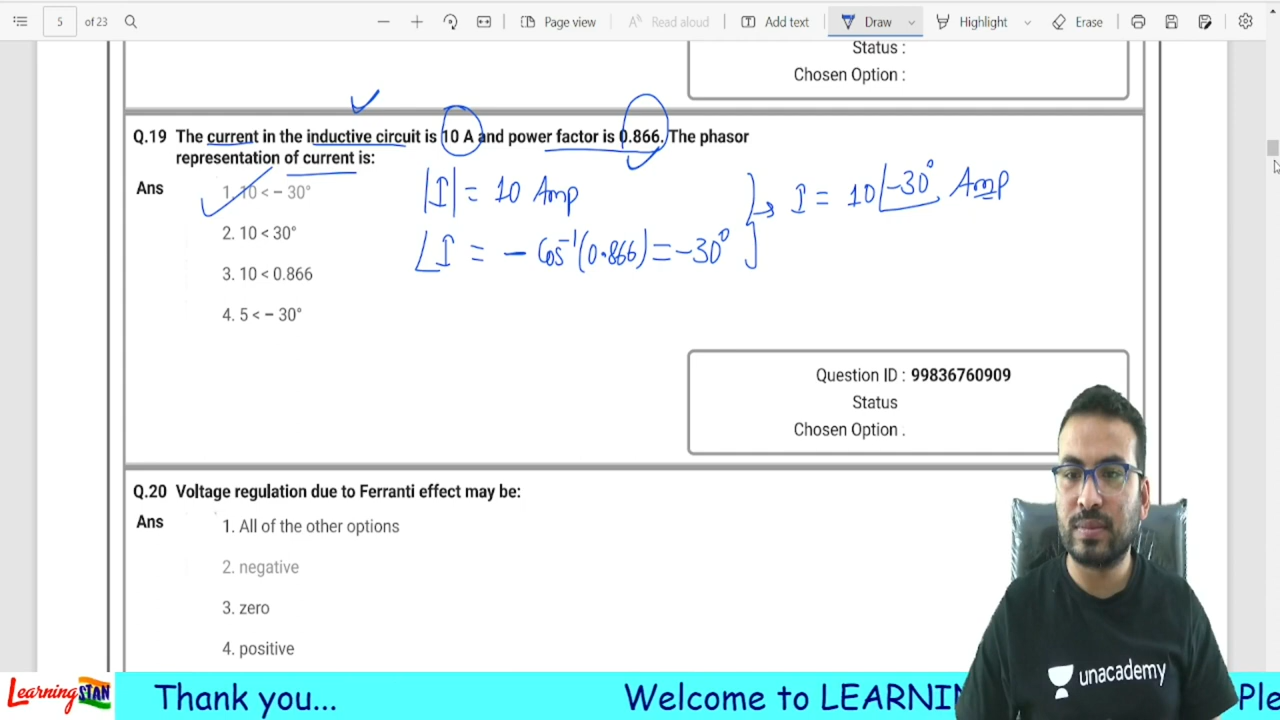 5 of 23
Page view
Read aloud
Add text
Draw
Highlight
Erase
Status :
Chosen Option :
Q.19 The current in the inductive circuit is 10 A and power factor is 0.866. The phasor
representation of current is:
Ans
1. 10 < − 30°
2. 10 < 30°
3. 10 < 0.866
4. 5 < − 30°
|I| = 10 Amp
∠I = − Cos⁻¹(0.866) = −30°
→ I = 10∠−30° Amp
Question ID : 99836760909
Status
Chosen Option .
Q.20 Voltage regulation due to Ferranti effect may be:
Ans
1. All of the other options
2. negative
3. zero
4. positive
unacademy
Learning STAN
Thank you...
Welcome to LEARNIN
Ple